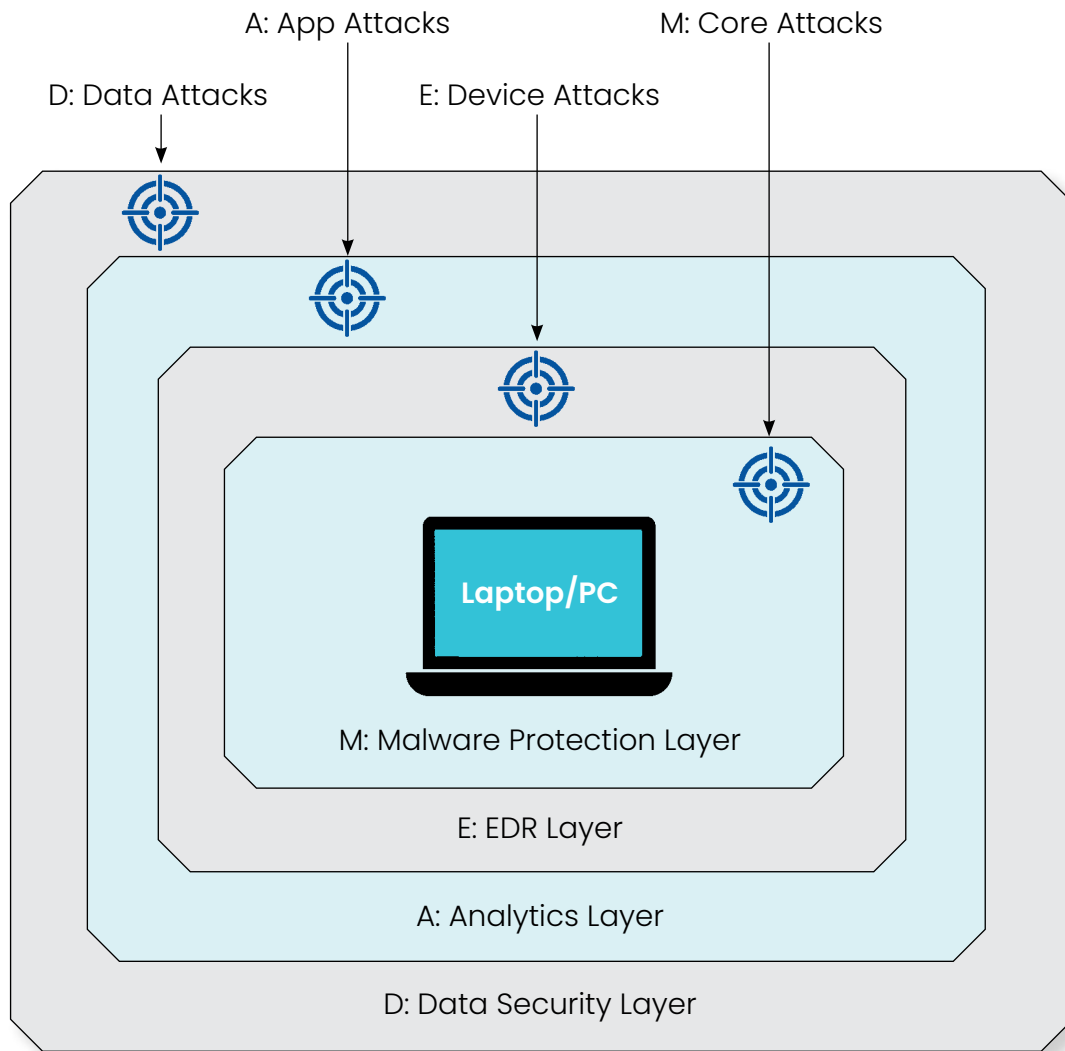 A: App Attacks
M: Core Attacks
D: Data Attacks
E: Device Attacks
Laptop/PC
M: Malware Protection Layer
E: EDR Layer
A: Analytics Layer
D: Data Security Layer